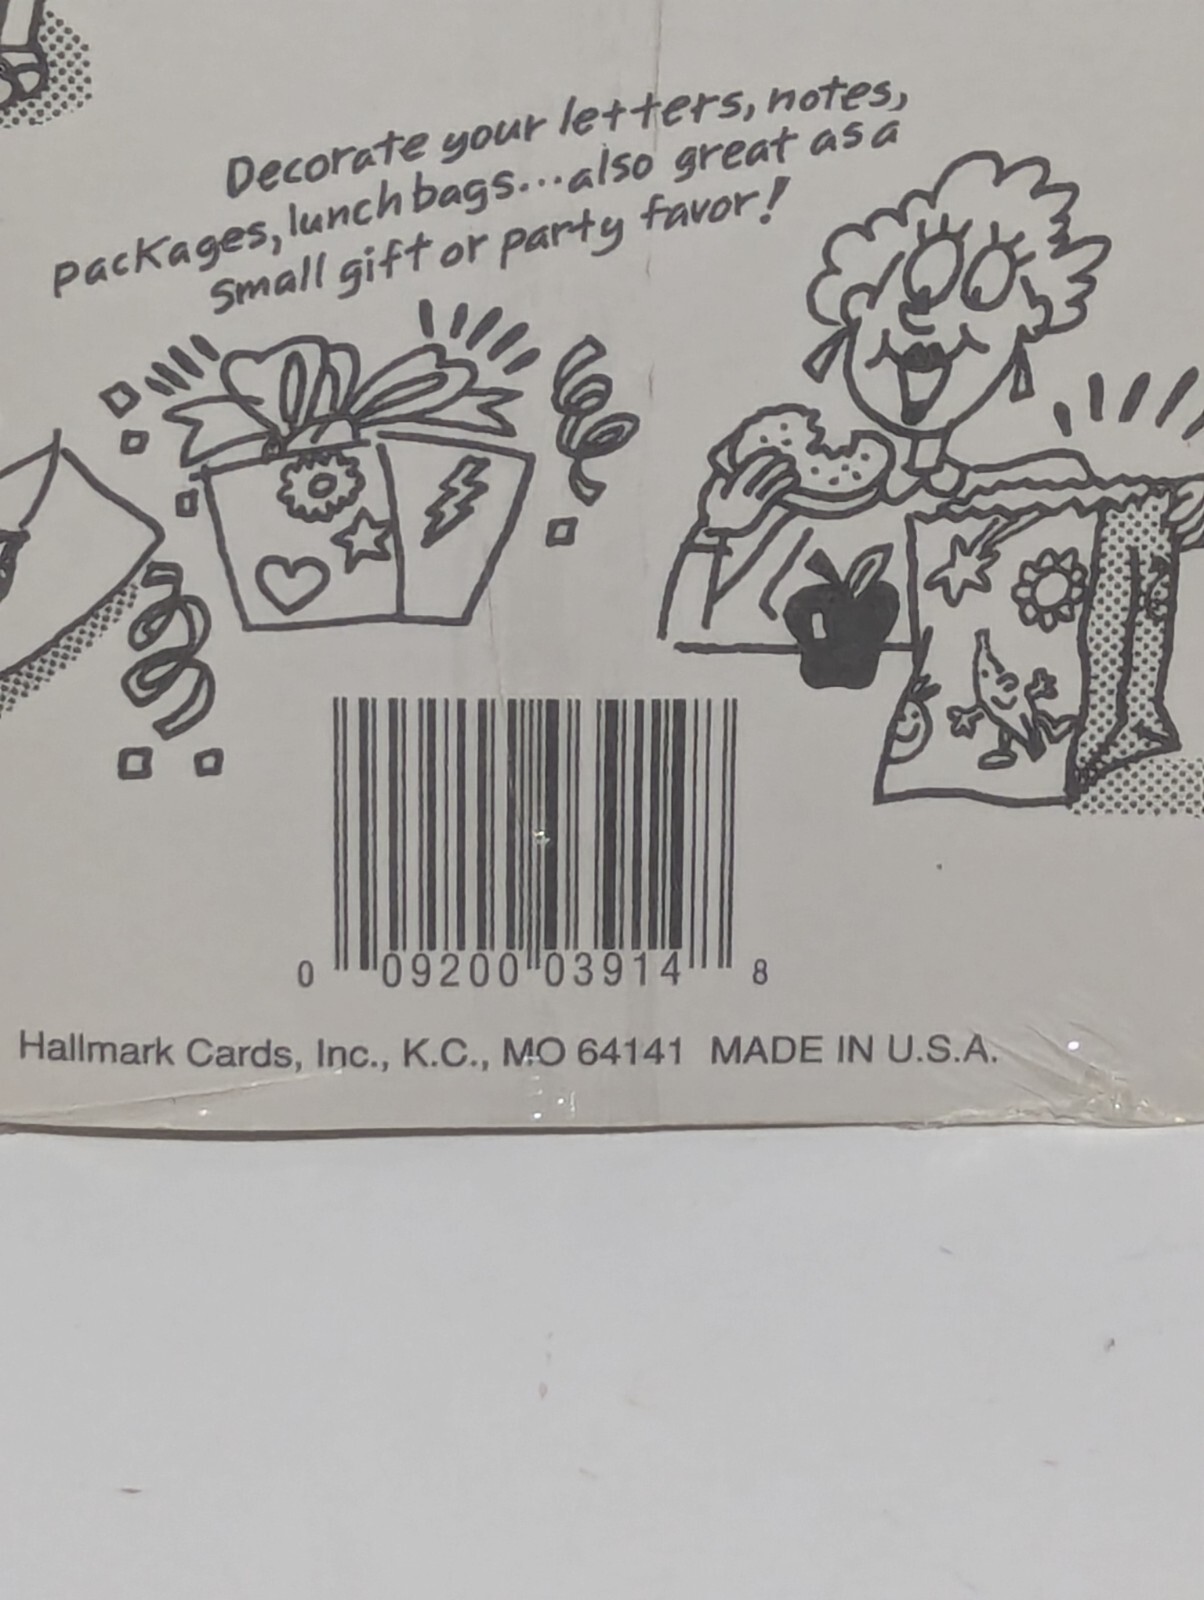 Decorate your letters, notes,
packages, lunch bags...also great as a
small gift or party favor!
0 09200 03914 8
Hallmark Cards, Inc., K.C., MO 64141 MADE IN U.S.A.